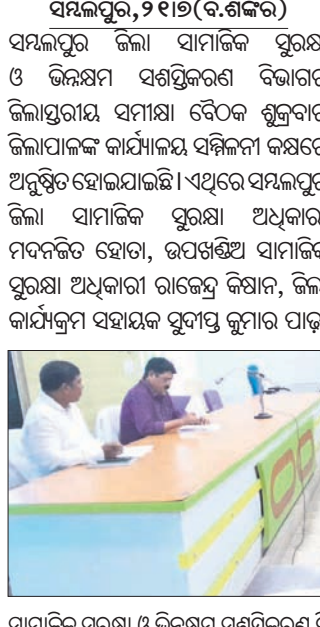 ସମ୍ବଲପୁର,୨୧।୭(ବି.ଶଙ୍କର)
ସମ୍ବଲପୁର ଜିଲା ସାମାଜିକ ସୁରକ୍ଷା
ଓ ଭିନ୍ନକ୍ଷମ ସଶକ୍ତିକରଣ ବିଭାଗର
ଜିଲାସ୍ତରୀୟ ସମୀକ୍ଷା ବୈଠକ ଶୁକ୍ରବାର
ଜିଲାପାଳଙ୍କ କାର୍ଯ୍ୟାଳୟ ସମ୍ମିଳନୀ କକ୍ଷରେ
ଅନୁଷ୍ଠିତ ହୋଇଯାଇଛି । ଏଥିରେ ସମ୍ବଲପୁର
ଜିଲା ସାମାଜିକ ସୁରକ୍ଷା ଅଧିକାରୀ
ମଦନଜିତ ହୋତା, ଉପଖଣ୍ଡିଅ ସାମାଜିକ
ସୁରକ୍ଷା ଅଧିକାରୀ ରାଜେନ୍ଦ୍ର କିଷାନ, ଜିଲା
କାର୍ଯ୍ୟକ୍ରମ ସହାୟକ ସୁଦୀପ୍ତ କୁମାର ପାଢ଼ୀ